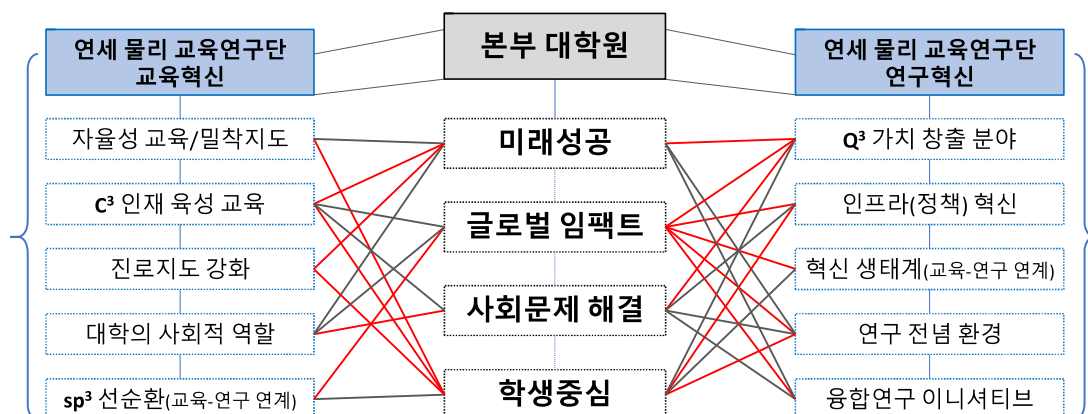 연세 물리 교육연구단
교육혁신
자율성 교육/밀착지도
C³ 인재 육성 교육
진로지도 강화
대학의 사회적 역할
sp³ 선순환(교육-연구 연계)
본부 대학원
미래성공
글로벌 임팩트
사회문제 해결
학생중심
연세 물리 교육연구단
연구혁신
Q³ 가치 창출 분야
인프라(정책) 혁신
혁신 생태계(교육-연구 연계)
연구 전념 환경
융합연구 이니셔티브